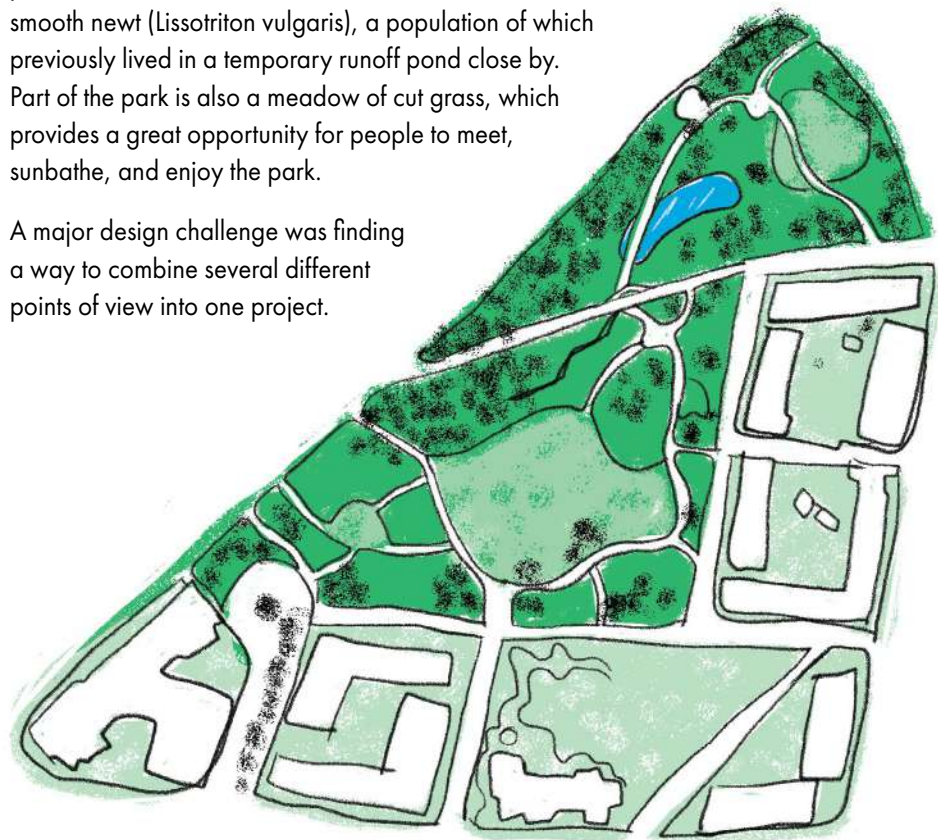 smooth newt (Lissotriton vulgaris), a population of which
previously lived in a temporary runoff pond close by.
Part of the park is also a meadow of cut grass, which
provides a great opportunity for people to meet,
sunbathe, and enjoy the park.
A major design challenge was finding
a way to combine several different
points of view into one project.